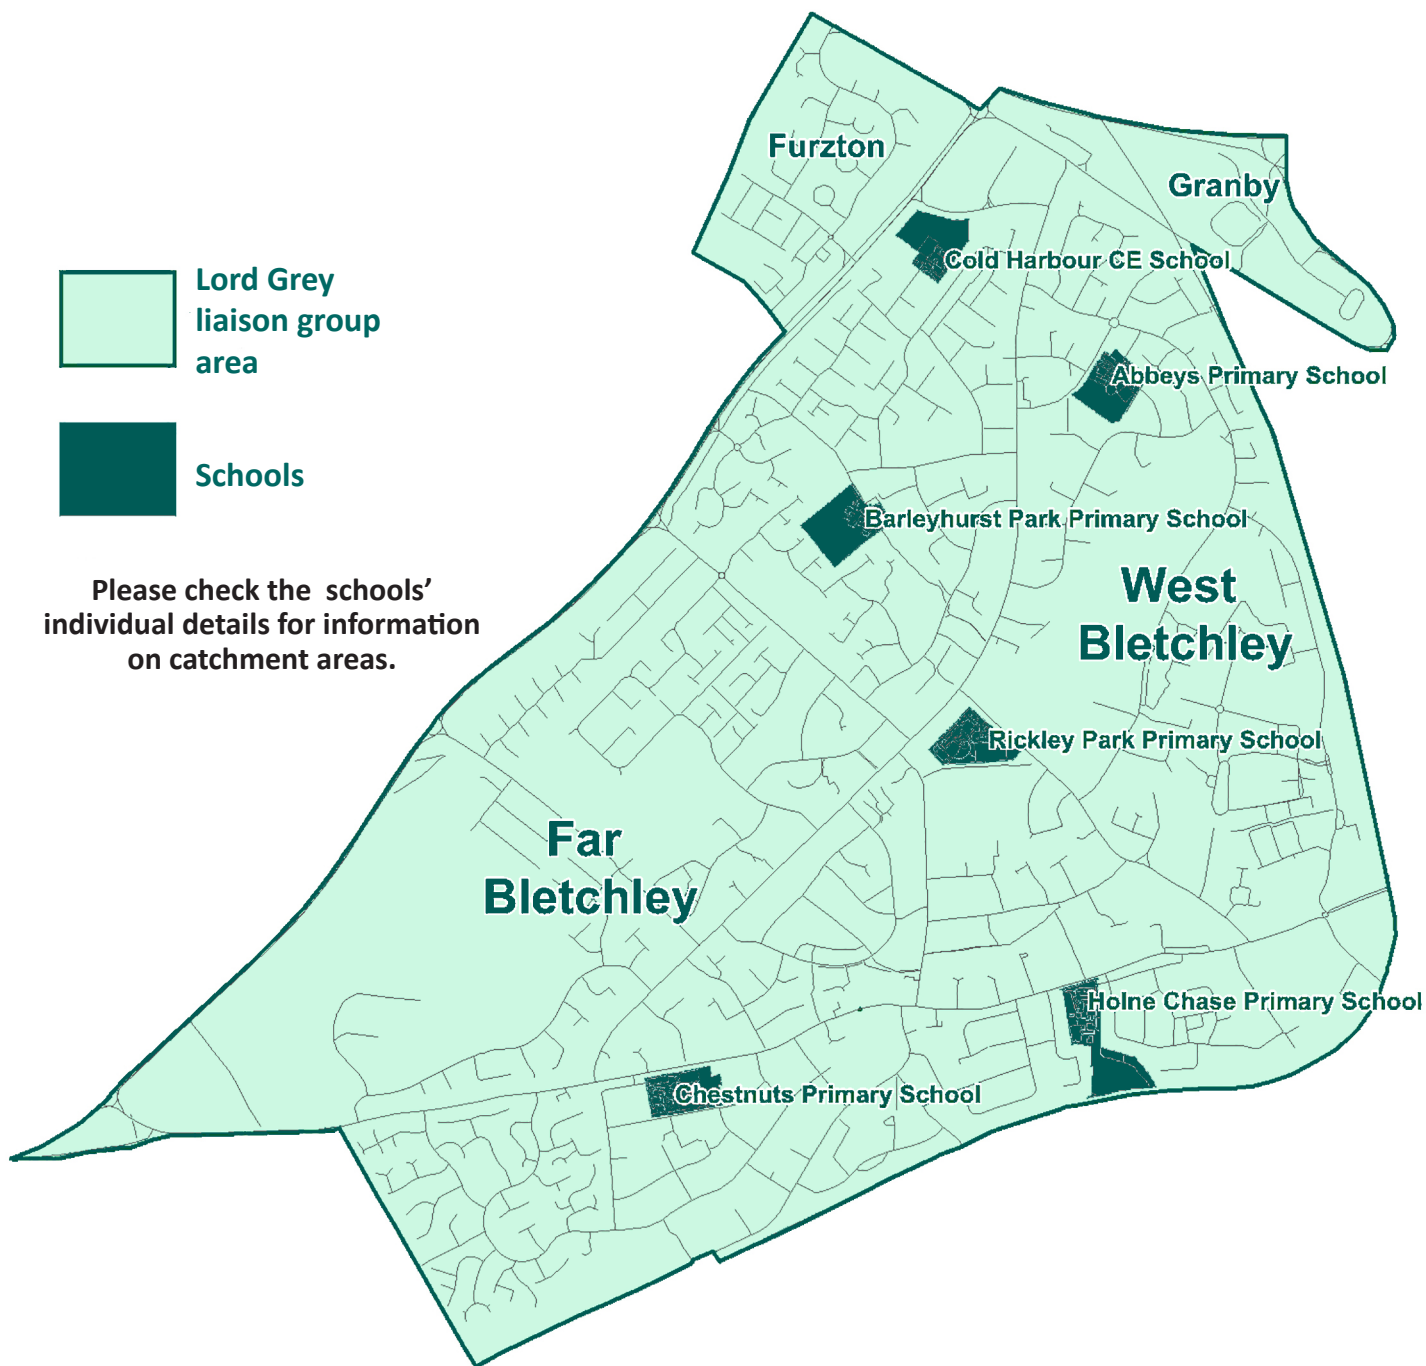 Furzton
Granby
Cold Harbour CE School
Lord Grey
liaison group
area
Abbeys Primary School
Schools
Barleyhurst Park Primary School
Please check the schools’
individual details for information
on catchment areas.
West
Bletchley
Rickley Park Primary School
Far
Bletchley
Holne Chase Primary School
Chestnuts Primary School